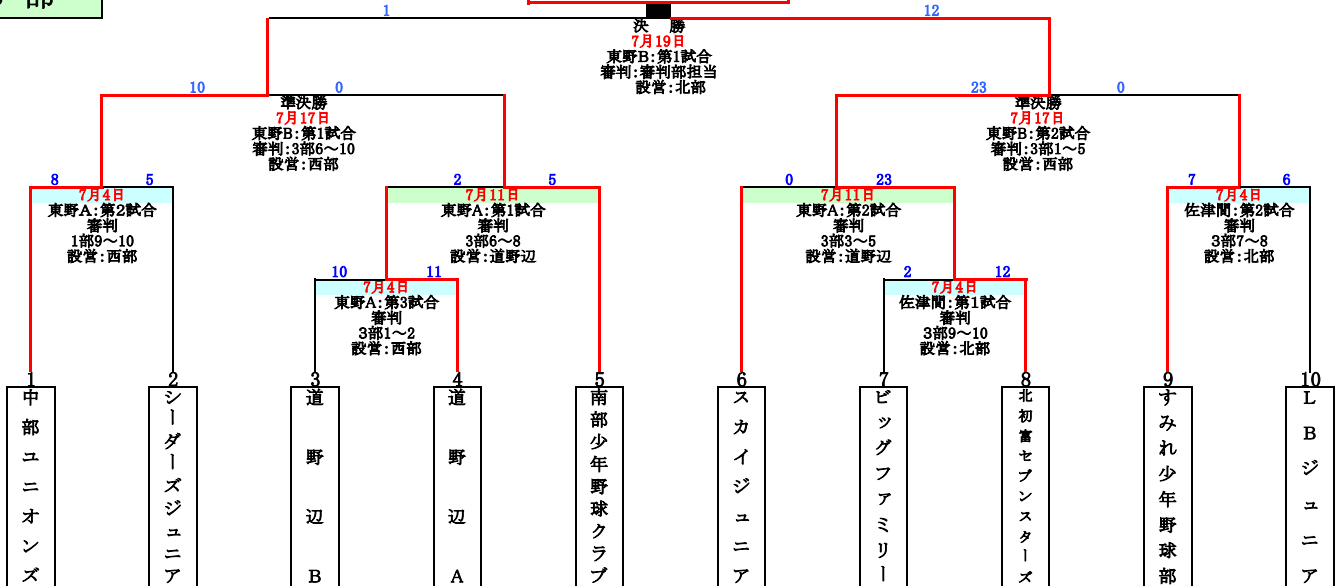 部
1
12
決 勝
7月19日
東野B:第1試合
審判:審判部担当
設営:北部
10
0
準決勝
7月17日
東野B:第1試合
審判:3部6～10
設営:西部
23
0
準決勝
7月17日
東野B:第2試合
審判:3部1～5
設営:西部
8
5
7月4日
東野A:第2試合
審判
1部9～10
設営:西部
2
5
7月11日
東野A:第1試合
審判
3部6～8
設営:道野辺
0
23
7月11日
東野A:第2試合
審判
3部3～5
設営:道野辺
7
6
7月4日
佐津間:第2試合
審判
3部7～8
設営:北部
10
11
7月4日
東野A:第3試合
審判
3部1～2
設営:西部
2
12
7月4日
佐津間:第1試合
審判
3部9～10
設営:北部
1
中部ユニオンズ
2
シーダーズジュニア
3
道野辺B
4
道野辺A
5
南部少年野球クラブ
6
スカイジュニア
7
ビッグファミリー
8
北初富セブンスターズ
9
すみれ少年野球部
10
LBジュニア